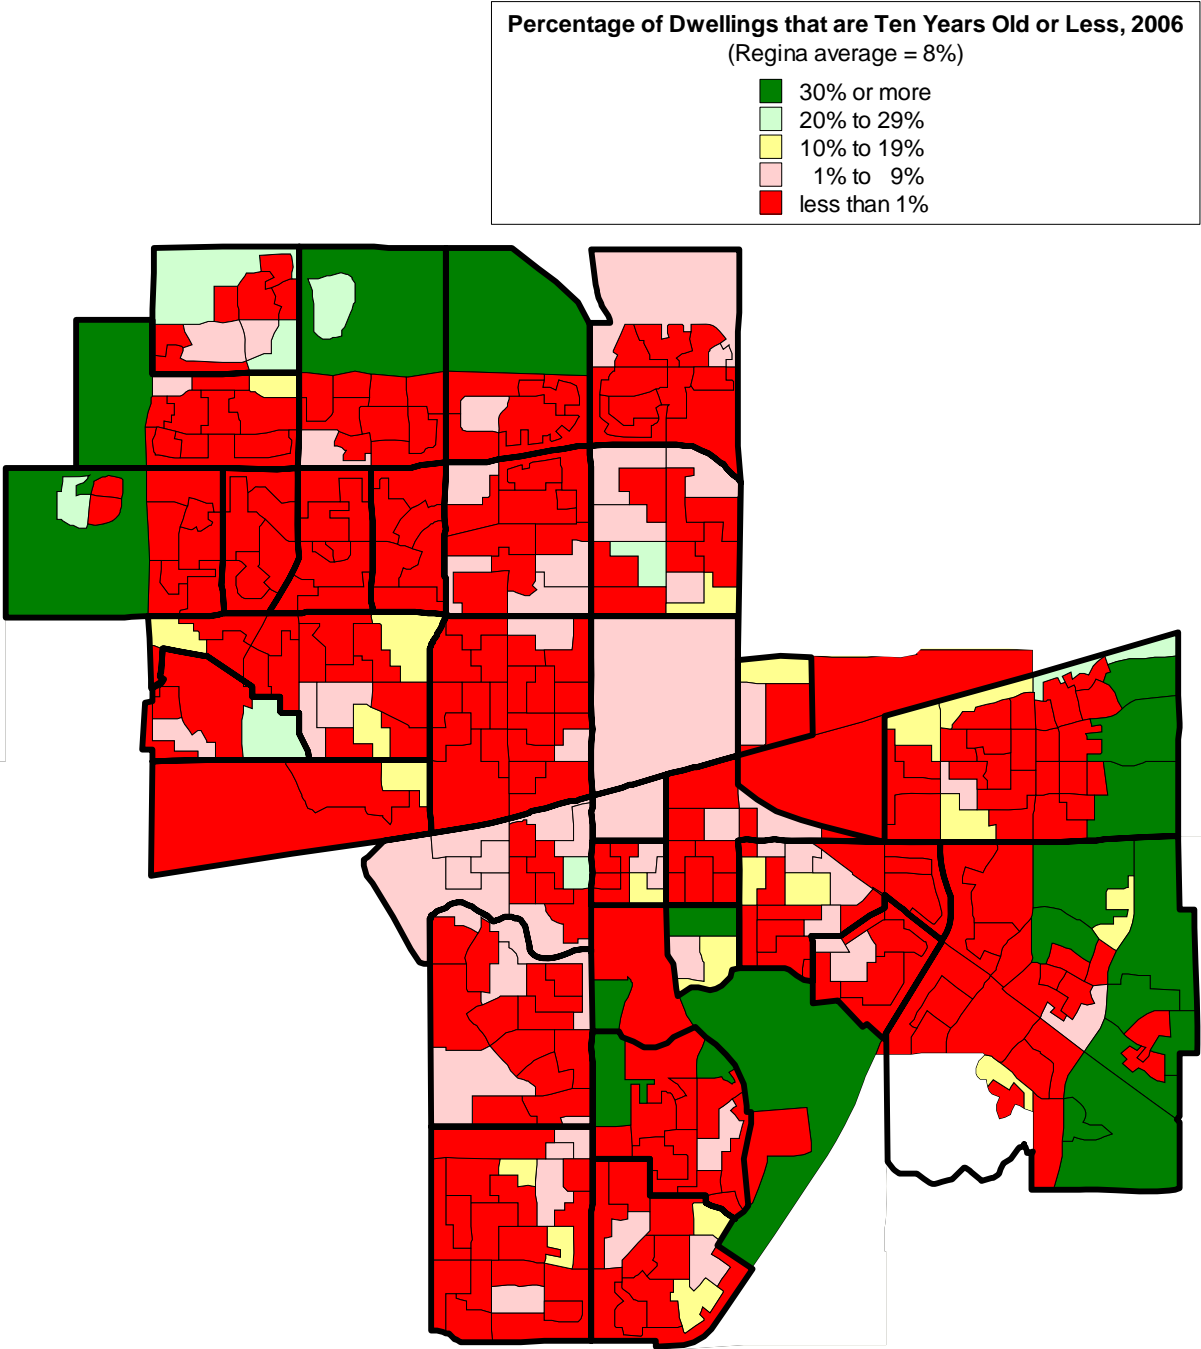 Percentage of Dwellings that are Ten Years Old or Less, 2006
(Regina average = 8%)
30% or more
20% to 29%
10% to 19%
1% to 9%
less than 1%